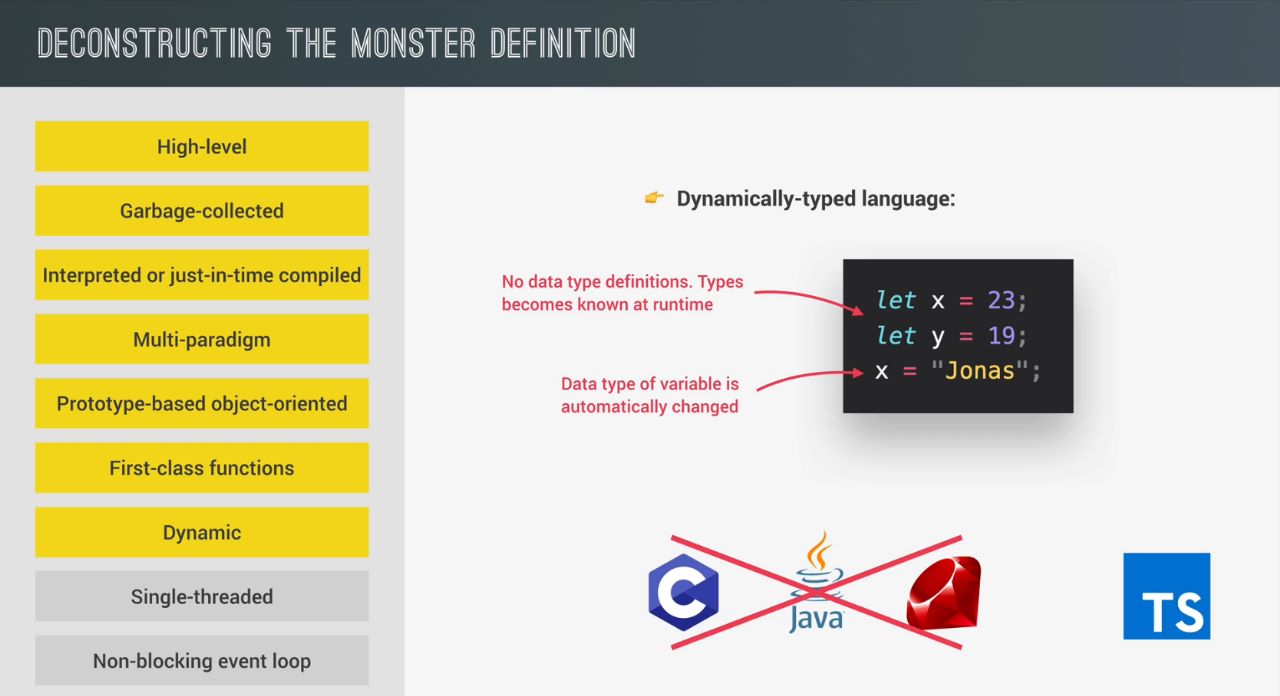 DECONSTRUCTING THE MONSTER DEFINITION
High-level
Garbage-collected
Interpreted or just-in-time compiled
Multi-paradigm
Prototype-based object-oriented
First-class functions
Dynamic
Single-threaded
Non-blocking event loop
👉 Dynamically-typed language:
No data type definitions. Types
becomes known at runtime
let x = 23;
let y = 19;
x = "Jonas";
Data type of variable is
automatically changed
C
Java
TS